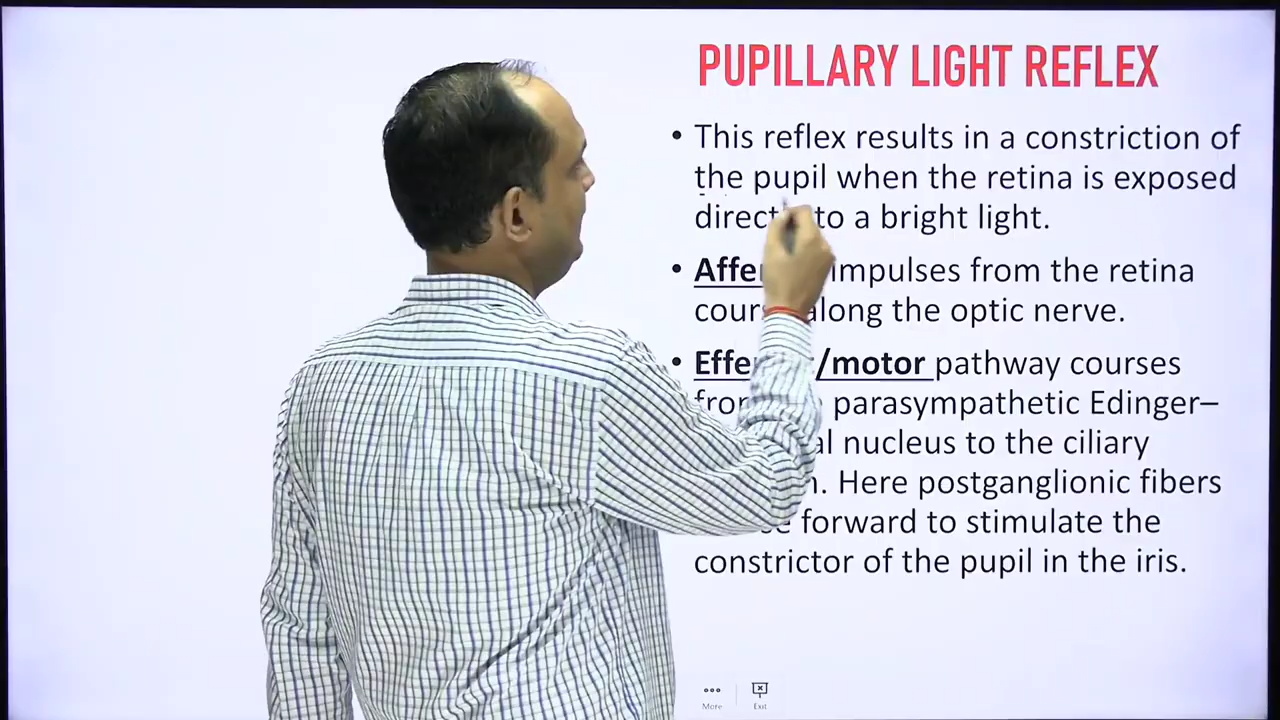 PUPILLARY LIGHT REFLEX
• This reflex results in a constriction of
the pupil when the retina is exposed
to a bright light.
• impulses from the retina
along the optic nerve.
• /motor pathway courses
parasympathetic Edinger–
nucleus to the ciliary
Here postganglionic fibers
forward to stimulate the
constrictor of the pupil in the iris.
More
Exit